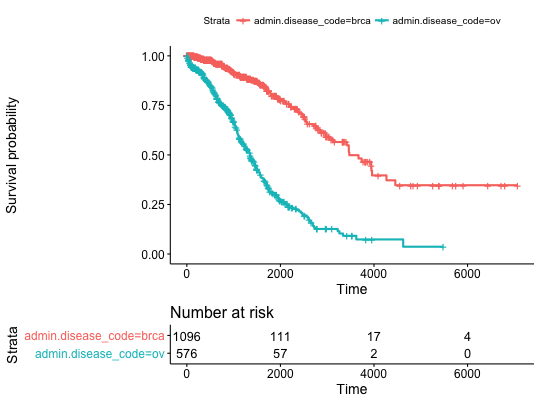 Strata admin.disease_code=brca admin.disease_code=ov
Survival probability
1.00
0.75
0.50
0.25
0.00
0 2000 4000 6000
Time
Number at risk
Strata
admin.disease_code=brca 1096 111 17 4
admin.disease_code=ov 576 57 2 0
0 2000 4000 6000
Time